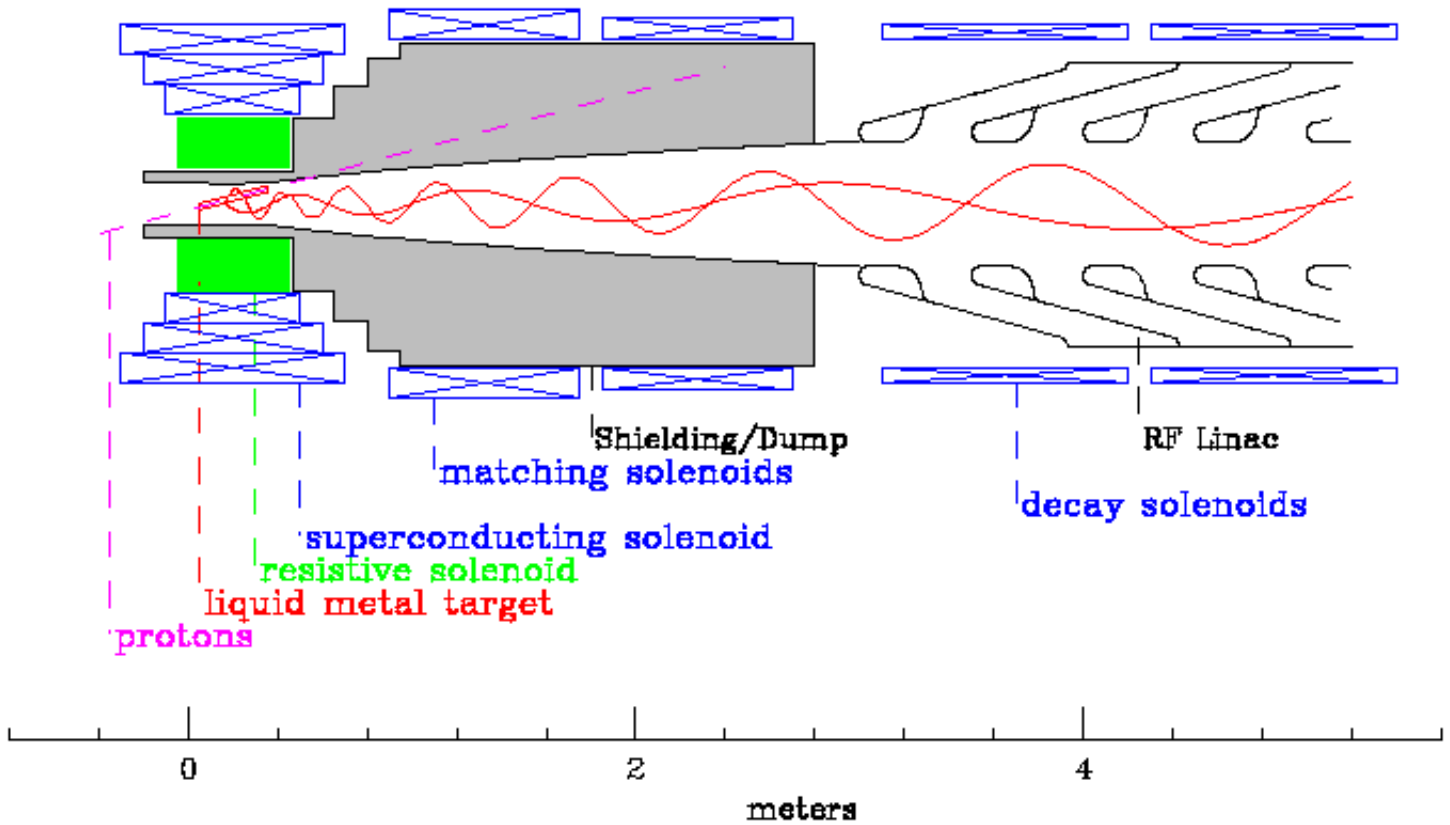 Shielding/Dump
RF Linac
matching solenoids
decay solenoids
superconducting solenoid
resistive solenoid
liquid metal target
protons
0 2 4
meters